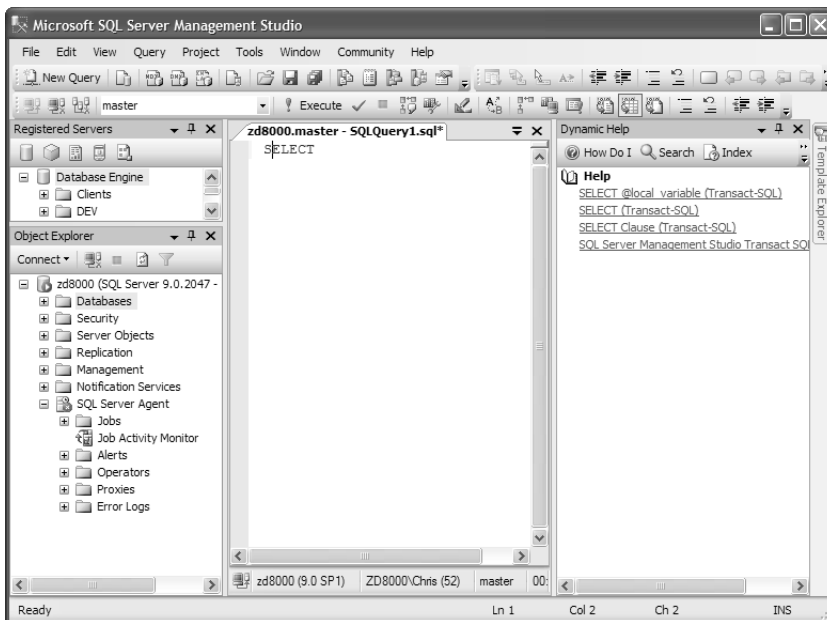 Microsoft SQL Server Management Studio
File Edit View Query Project Tools Window Community Help
New Query
master
Execute
Registered Servers
Database Engine
Clients
DEV
Object Explorer
Connect
zd8000 (SQL Server 9.0.2047 -
Databases
Security
Server Objects
Replication
Management
Notification Services
SQL Server Agent
Jobs
Job Activity Monitor
Alerts
Operators
Proxies
Error Logs
zd8000.master - SQLQuery1.sql*
SELECT
zd8000 (9.0 SP1) ZD8000\Chris (52) master 00:
Dynamic Help
How Do I Search Index
Help
SELECT @local_variable (Transact-SQL)
SELECT (Transact-SQL)
SELECT Clause (Transact-SQL)
SQL Server Management Studio Transact SQL
Template Explorer
Ready Ln 1 Col 2 Ch 2 INS